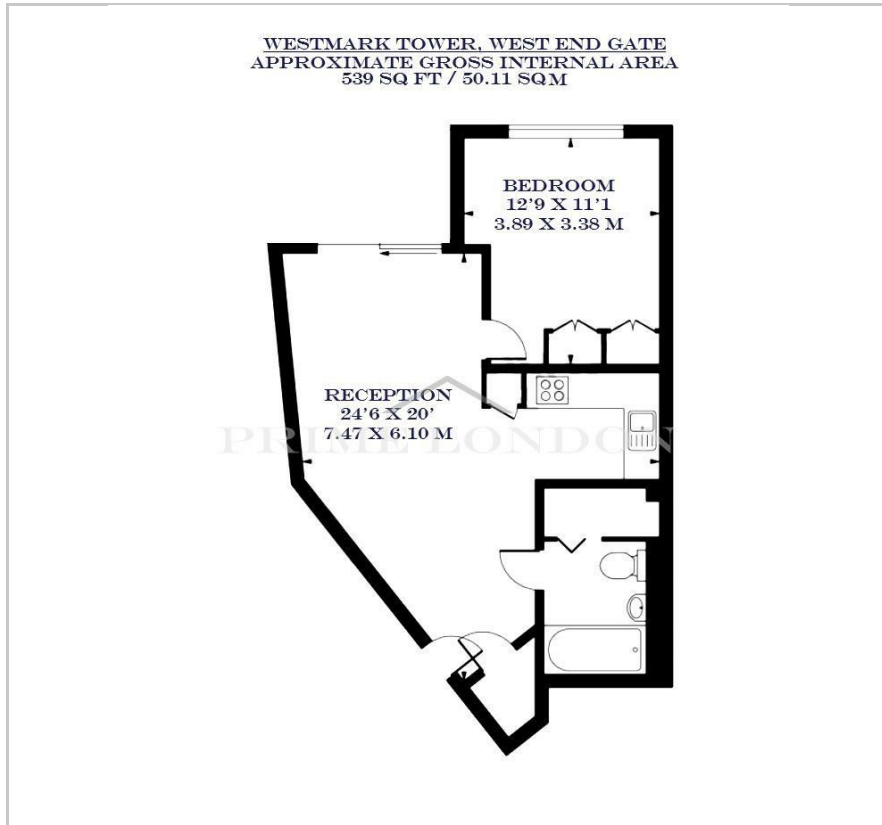 WESTMARK TOWER, WEST END GATE
APPROXIMATE GROSS INTERNAL AREA
539 SQ FT / 50.11 SQM
BEDROOM
12'9 X 11'1
3.89 X 3.38 M
RECEPTION
24'6 X 20'
7.47 X 6.10 M
PRIME LONDON